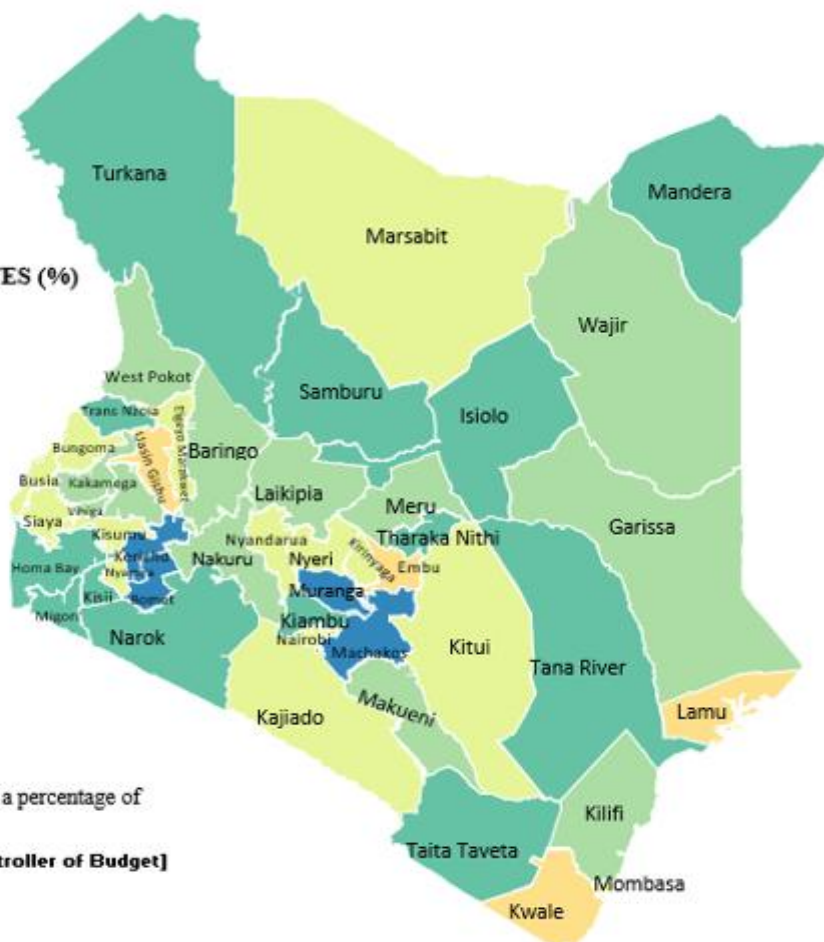 Turkana
Mandera
Marsabit
TES (%)
Wajir
West Pokot
Samburu
Isiolo
Trans Nzoia
Elgeyo Marakwet
Uasin Gishu
Bungoma
Baringo
Busia
Kakamega
Laikipia
Meru
Vihiga
Siaya
Garissa
Kisumu
Nyandarua
Tharaka Nithi
Kericho
Nakuru
Nyeri
Kirinyaga
Embu
Homa Bay
Nyamira
Muranga
Kisii
Bomet
Migori
Kiambu
Narok
Nairobi
Machakos
Kitui
Tana River
Makueni
Kajiado
Lamu
a percentage of
Kilifi
Taita Taveta
troller of Budget]
Mombasa
Kwale